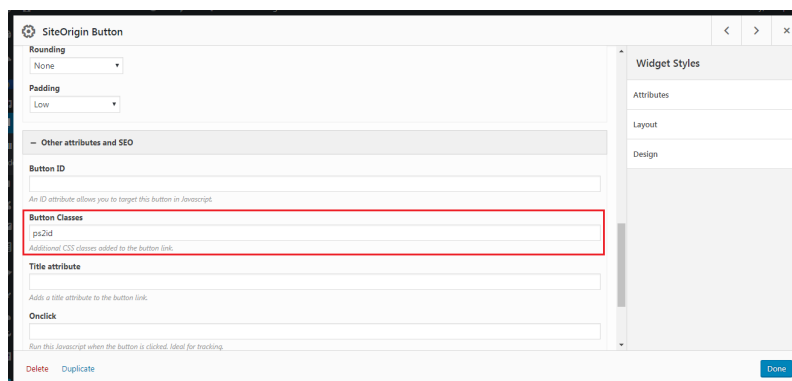 SiteOrigin Button
Rounding
None
Padding
Low
Other attributes and SEO
Button ID
An ID attribute allows you to target this button in Javascript.
Button Classes
ps2id
Additional CSS classes added to the button link.
Title attribute
Adds a title attribute to the button link.
Onclick
Run this Javascript when the button is clicked. Ideal for tracking.
Widget Styles
Attributes
Layout
Design
Delete Duplicate
Done